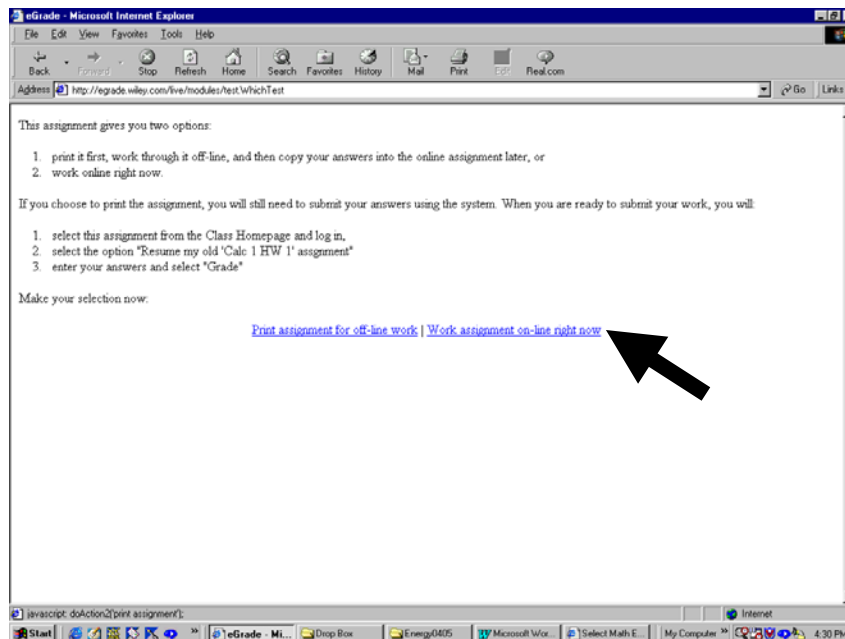 eGrade - Microsoft Internet Explorer
File Edit View Favorites Tools Help
Back Forward Stop Refresh Home Search Favorites History Mail Print Edit Real.com
Address http://egrade.wiley.com/live/modules/test.WhichTest Go Links
This assignment gives you two options:
1. print it first, work through it off-line, and then copy your answers into the online assignment later, or
2. work online right now.
If you choose to print the assignment, you will still need to submit your answers using the system. When you are ready to submit your work, you will:
1. select this assignment from the Class Homepage and log in,
2. select the option "Resume my old 'Calc 1 HW 1' assgnment"
3. enter your answers and select "Grade"
Make your selection now:
Print assignment for off-line work | Work assignment on-line right now
javascript: doAction2('print assignment'); Internet
Start » eGrade - Mi... Drop Box Energy0405 Microsoft Wor... Select Math E... My Computer » 4:30 PM